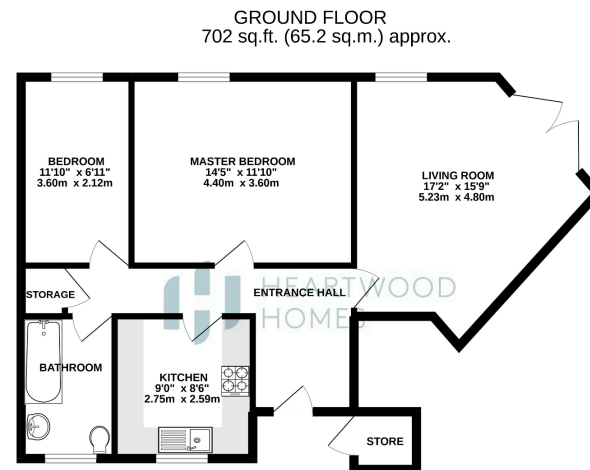 GROUND FLOOR
702 sq.ft. (65.2 sq.m.) approx.
BEDROOM
11'10" x 6'11"
3.60m x 2.12m
MASTER BEDROOM
14'5" x 11'10"
4.40m x 3.60m
LIVING ROOM
17'2" x 15'9"
5.23m x 4.80m
STORAGE
ENTRANCE HALL
HEARTWOOD
HOMES
BATHROOM
KITCHEN
9'0" x 8'6"
2.75m x 2.59m
STORE